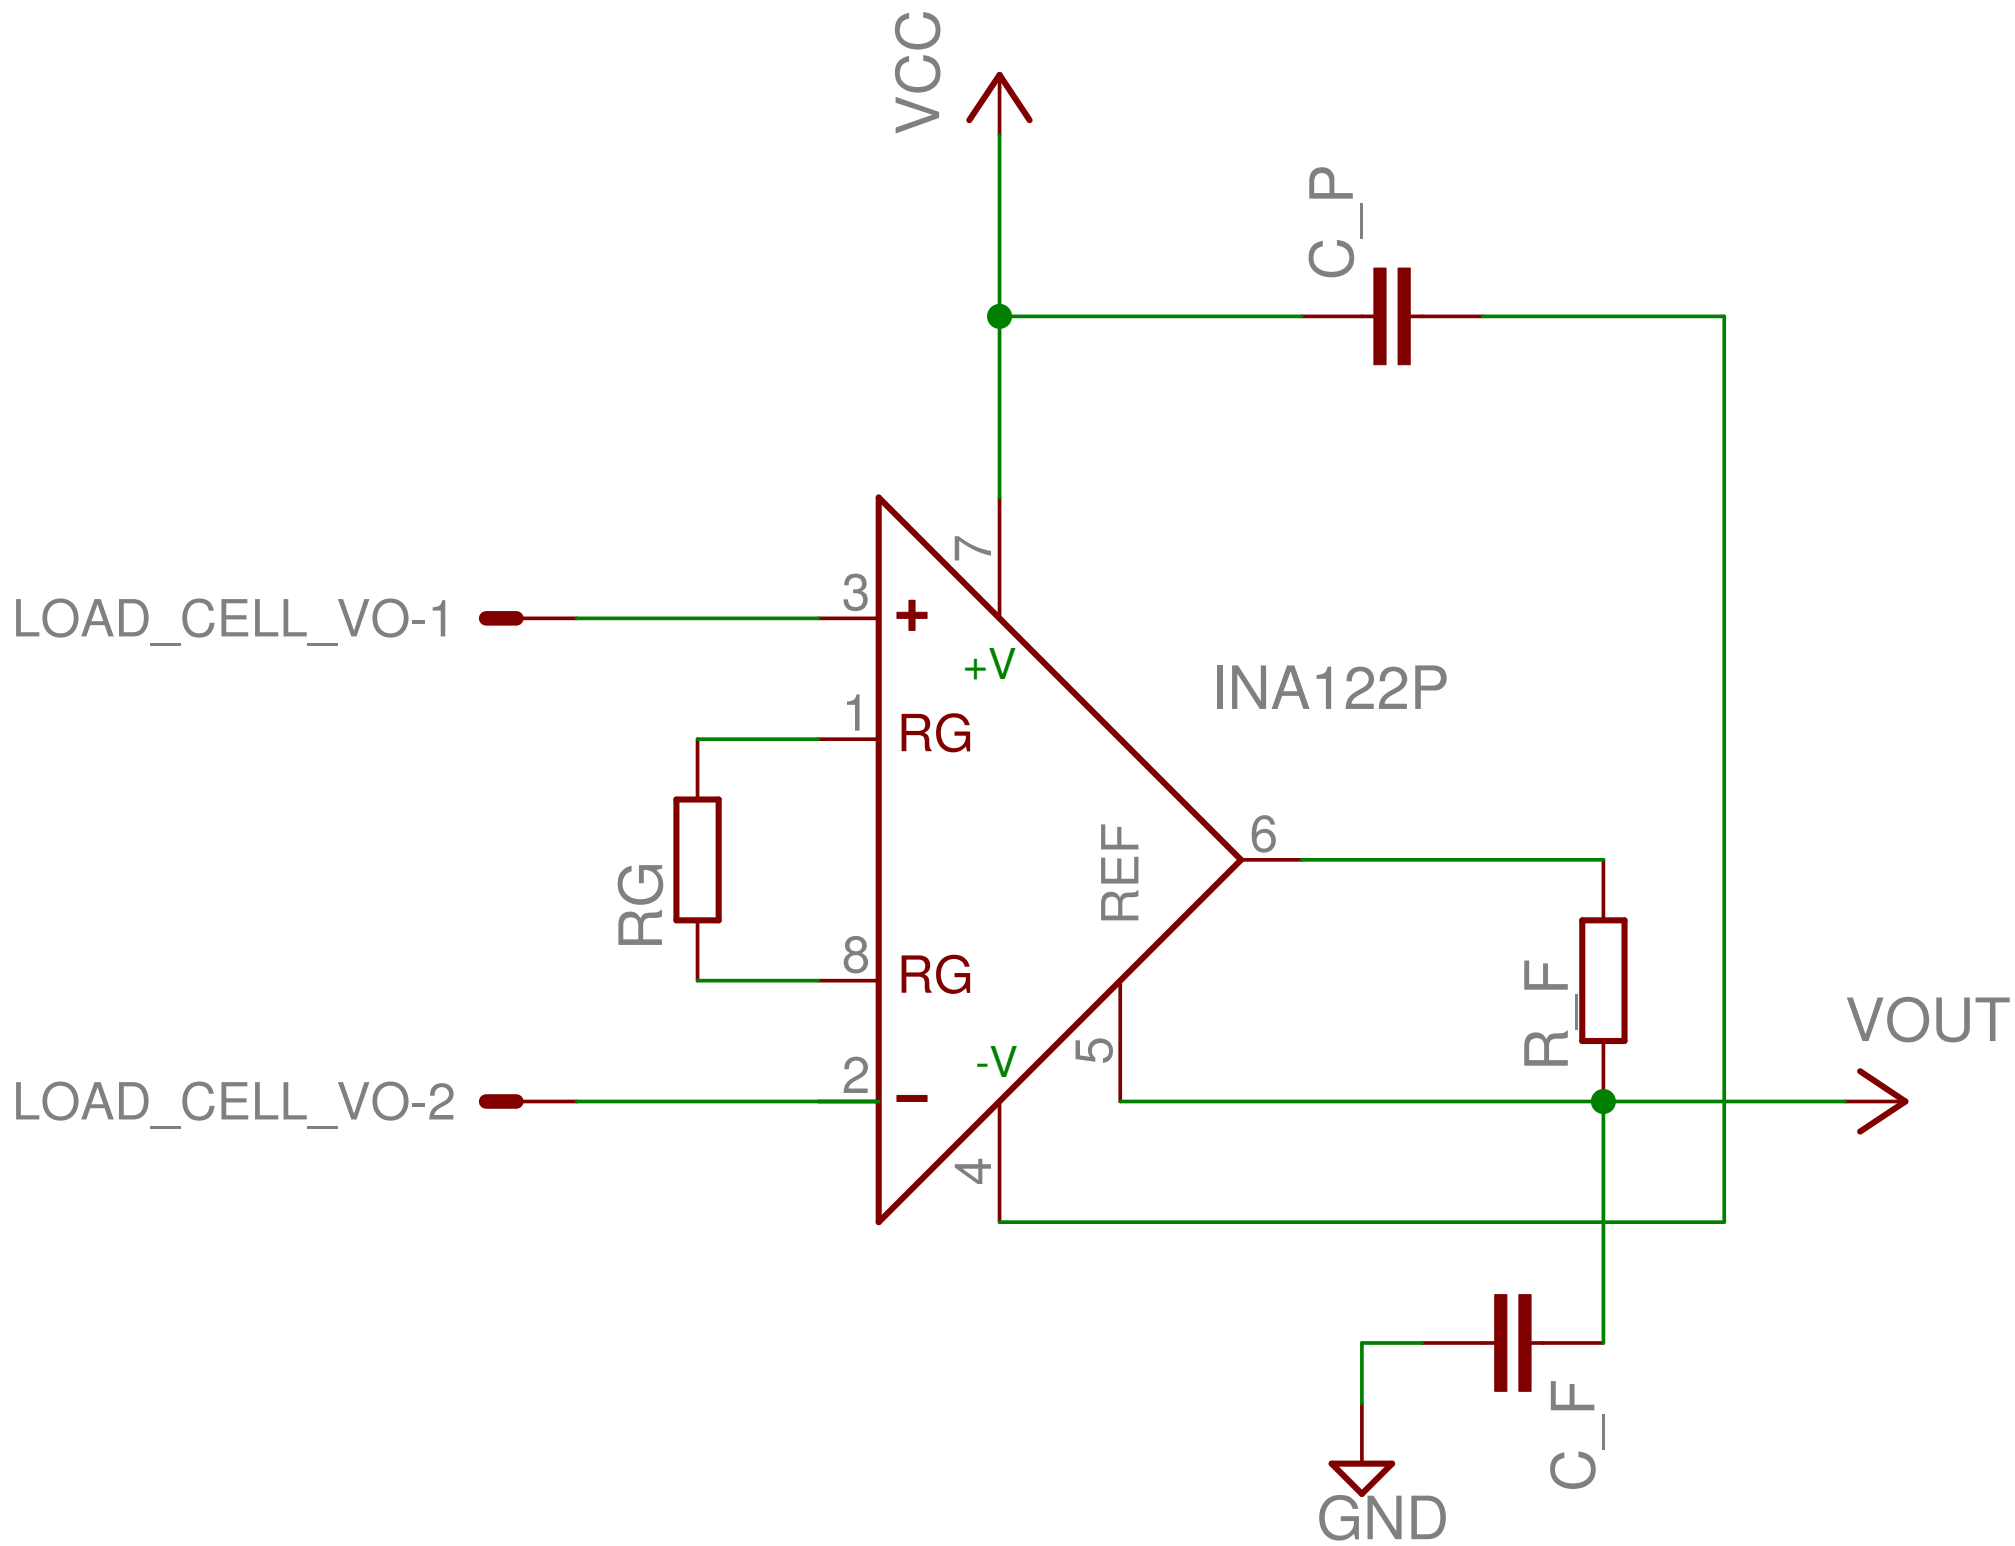 VCC
C_P
7
3
LOAD_CELL_VO-1
+
+V
INA122P
1
RG
6
REF
RG
8
RG
R_F
5
VOUT
-V
2
LOAD_CELL_VO-2
-
4
C_F
GND